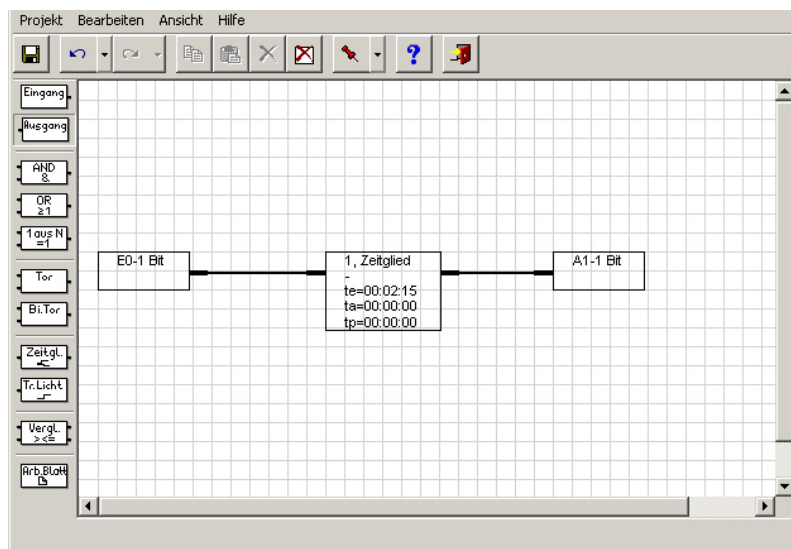 Projekt Bearbeiten Ansicht Hilfe
?
Eingang
Ausgang
AND
&
OR
≥1
1 aus N
=1
Tor
Bi.Tor
Zeitgl.
Tr.Licht
Vergl.
><=
Arb.Blatt
E0-1 Bit
1, Zeitglied
-
te=00:02:15
ta=00:00:00
tp=00:00:00
A1-1 Bit